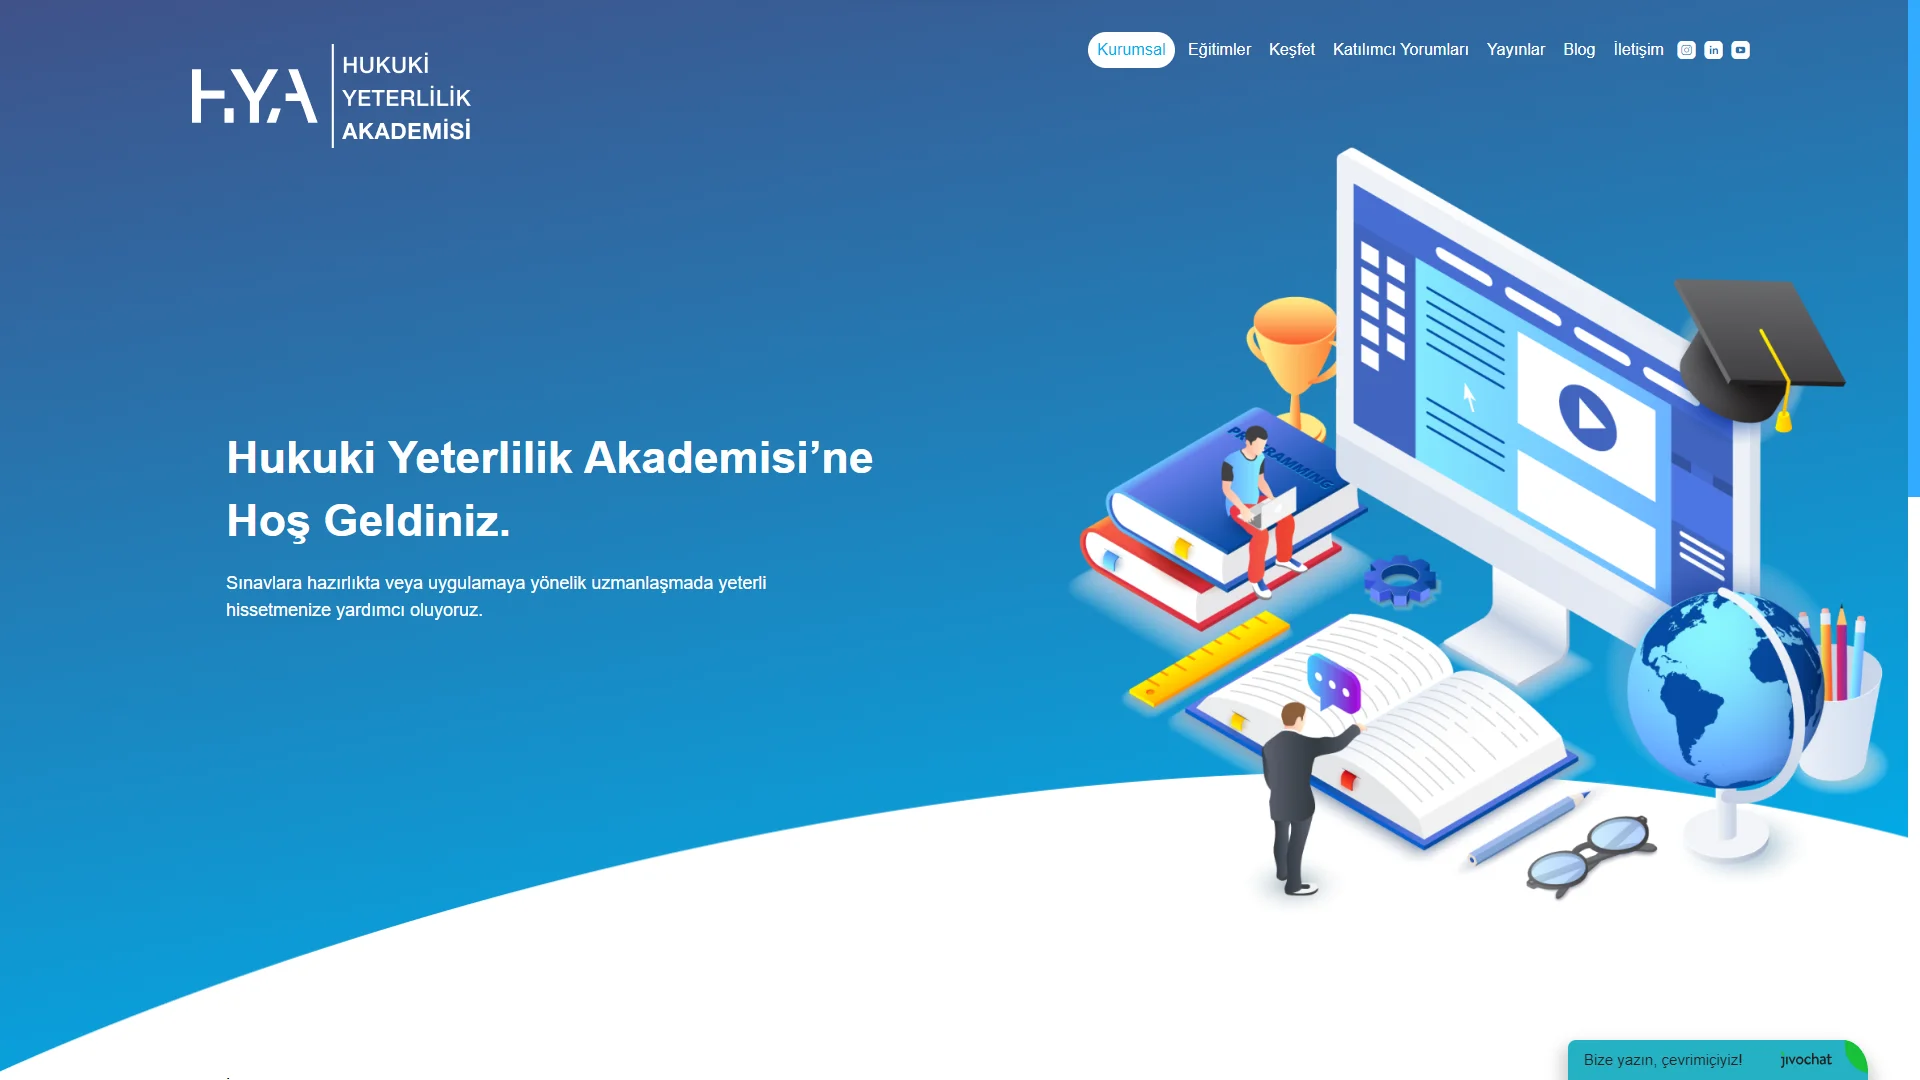 HYA
HUKUKİ
YETERLİLİK
AKADEMİSİ
Kurumsal Eğitimler Keşfet Katılımcı Yorumları Yayınlar Blog İletişim
in
PROGRAMMING
Hukuki Yeterlilik Akademisi’ne
Hoş Geldiniz.
Sınavlara hazırlıkta veya uygulamaya yönelik uzmanlaşmada yeterli
hissetmenize yardımcı oluyoruz.
Bize yazın, çevrimiçiyiz! jivochat